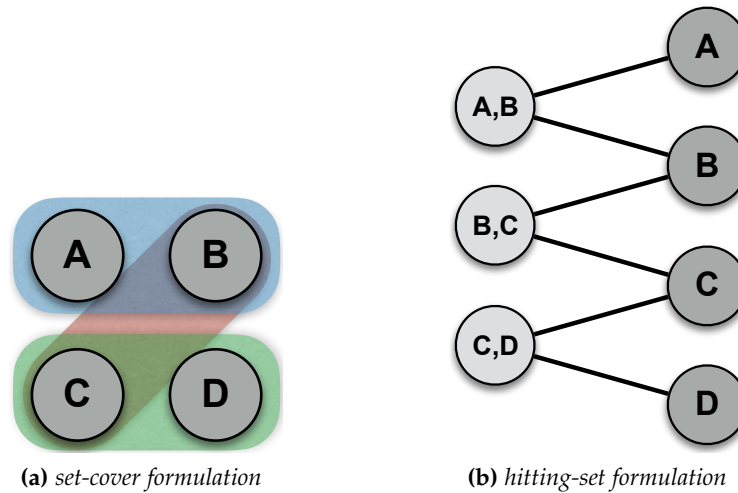 A B
C D
(a) set-cover formulation
A
A,B
B
B,C
C
C,D
D
(b) hitting-set formulation